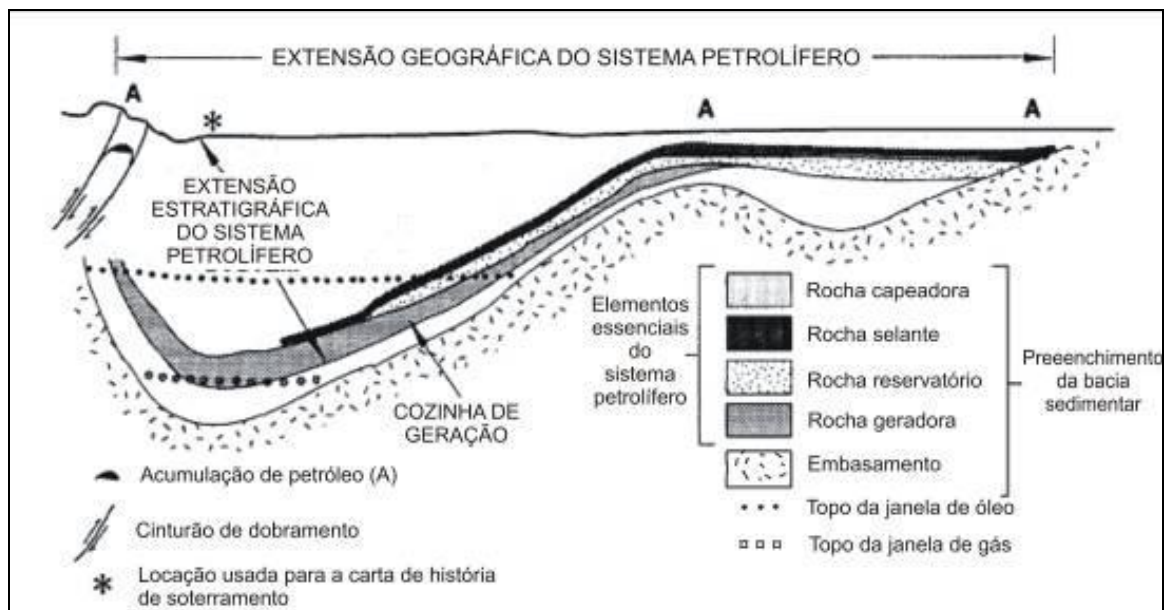 EXTENSÃO GEOGRÁFICA DO SISTEMA PETROLÍFERO
A
*
A
A
EXTENSÃO
ESTRATIGRÁFICA
DO SISTEMA
PETROLÍFERO
COZINHA DE
GERAÇÃO
Elementos
essenciais
do
sistema
petrolífero
Rocha capeadora
Rocha selante
Rocha reservatório
Rocha geradora
Embasamento
Topo da janela de óleo
Topo da janela de gás
Preeenchimento
da bacia
sedimentar
Acumulação de petróleo (A)
Cinturão de dobramento
* Locação usada para a carta de história
de soterramento